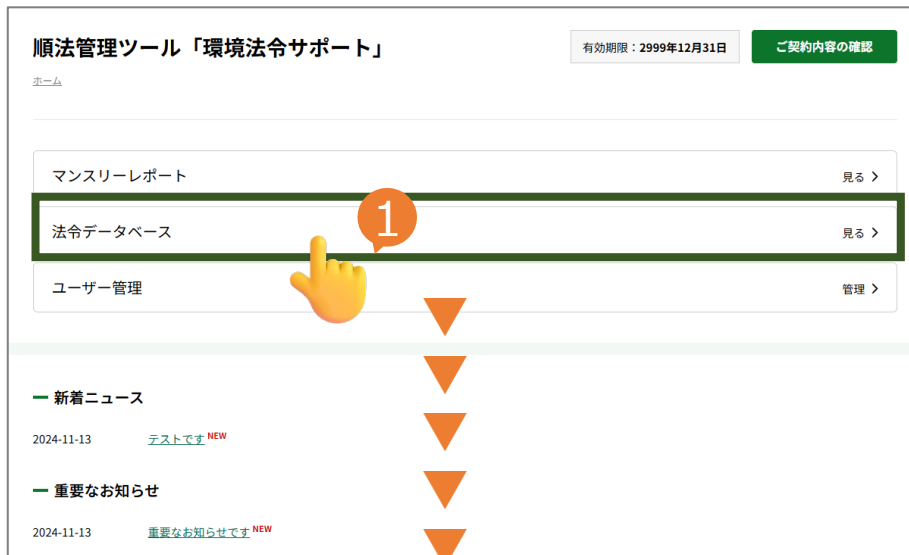 順法管理ツール「環境法令サポート」
有効期限：2999年12月31日
ご契約内容の確認
ホーム
マンスリーレポート
見る
1
法令データベース
見る
ユーザー管理
管理
新着ニュース
2024-11-13 テストです NEW
重要なお知らせ
2024-11-13 重要なお知らせです NEW